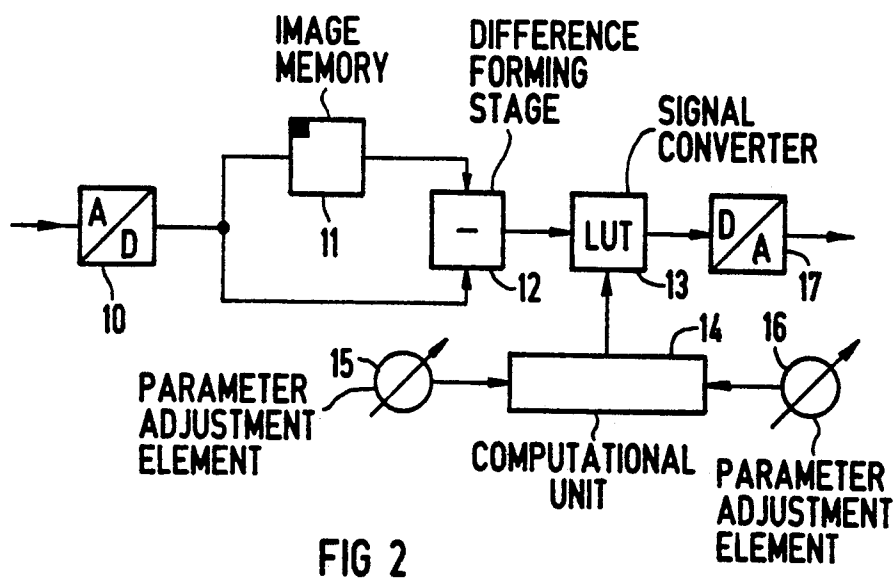 IMAGE
MEMORY
DIFFERENCE
FORMING
STAGE
SIGNAL
CONVERTER
A
D
10
11
−
12
LUT
13
D
A
17
14
15
16
PARAMETER
ADJUSTMENT
ELEMENT
COMPUTATIONAL
UNIT
PARAMETER
ADJUSTMENT
ELEMENT
FIG 2